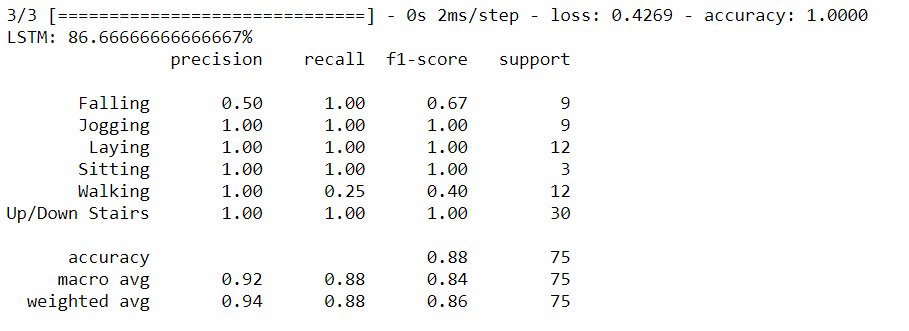 3/3 [==============================] - 0s 2ms/step - loss: 0.4269 - accuracy: 1.0000
LSTM: 86.66666666666667%
precision recall f1-score support
Falling 0.50 1.00 0.67 9
Jogging 1.00 1.00 1.00 9
Laying 1.00 1.00 1.00 12
Sitting 1.00 1.00 1.00 3
Walking 1.00 0.25 0.40 12
Up/Down Stairs 1.00 1.00 1.00 30
accuracy 0.88 75
macro avg 0.92 0.88 0.84 75
weighted avg 0.94 0.88 0.86 75